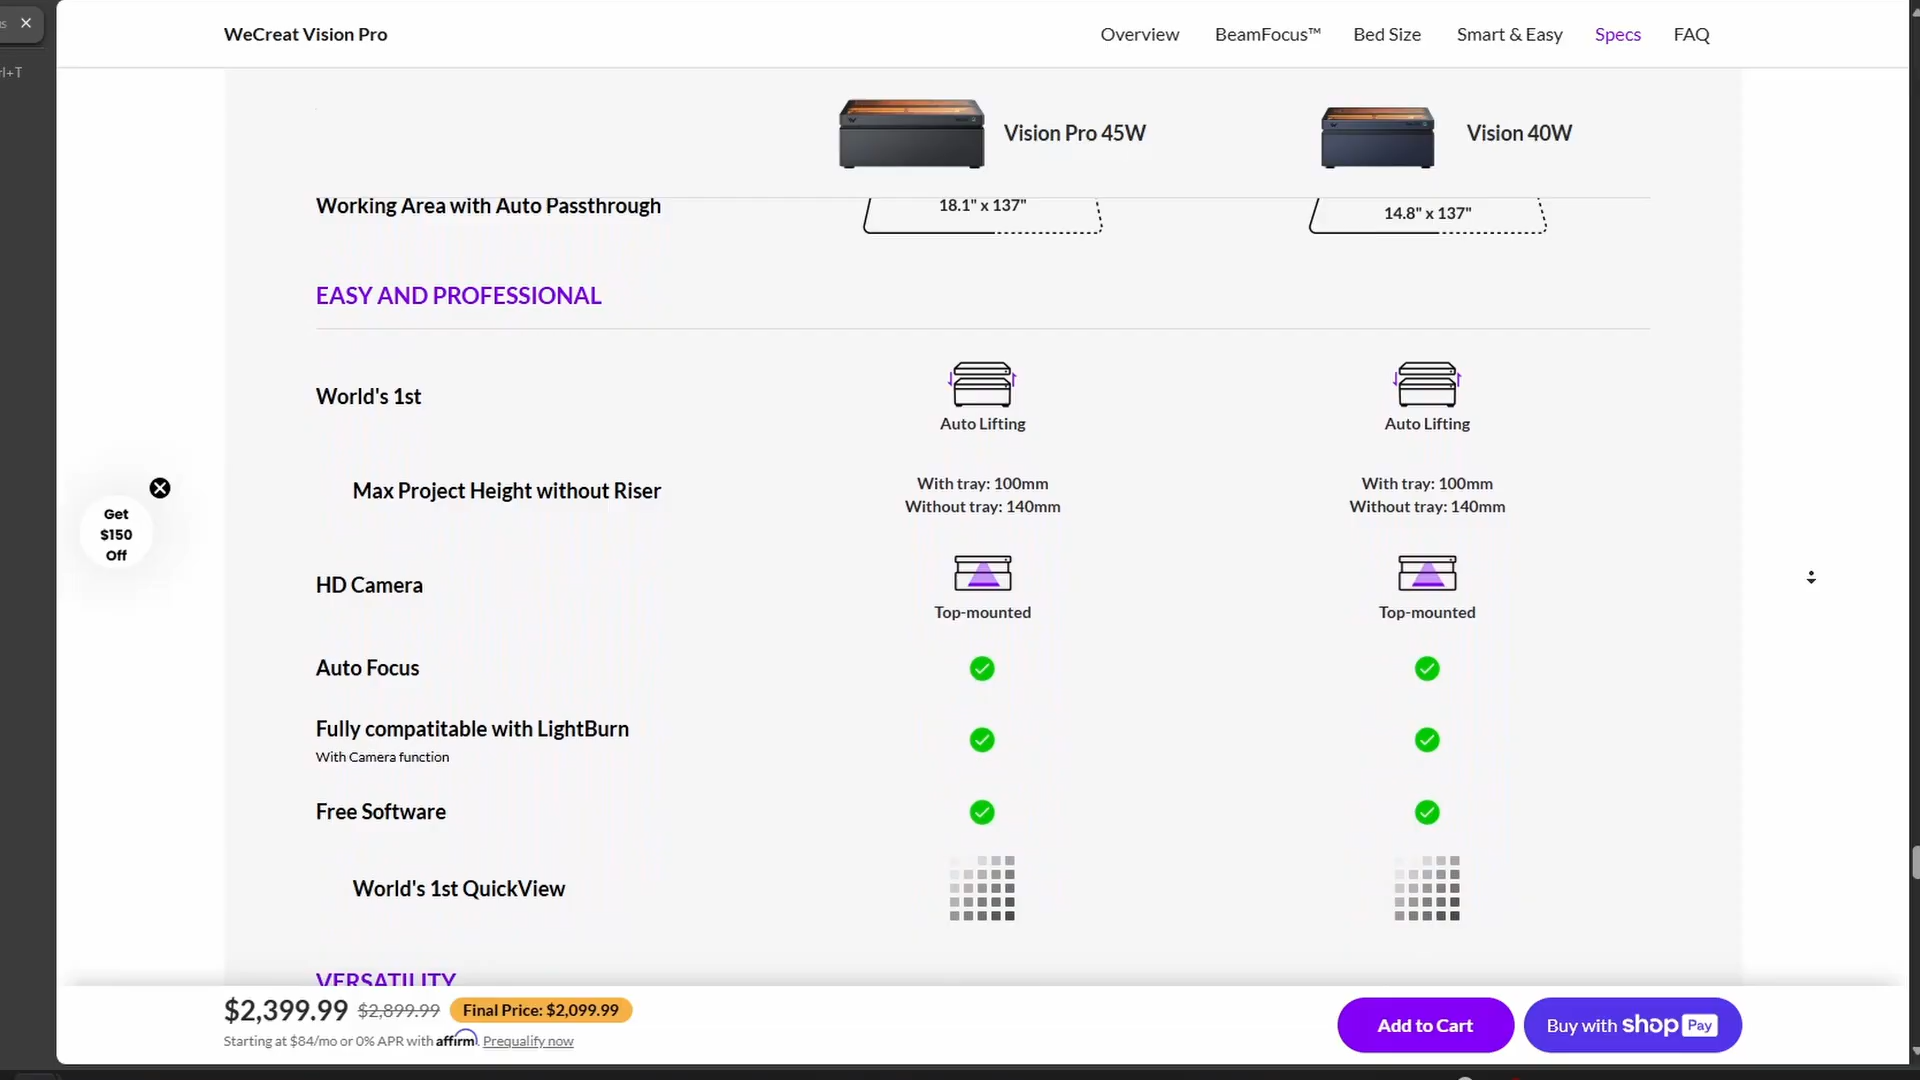 WeCreat Vision Pro
Overview
BeamFocus™
Bed Size
Smart & Easy
Specs
FAQ
rl+T
Vision Pro 45W
Vision 40W
Working Area with Auto Passthrough
18.1" x 137"
14.8" x 137"
EASY AND PROFESSIONAL
World's 1st
Auto Lifting
Auto Lifting
Max Project Height without Riser
With tray: 100mm
Without tray: 140mm
With tray: 100mm
Without tray: 140mm
Get
$150
Off
HD Camera
Top-mounted
Top-mounted
Auto Focus
Fully compatitable with LightBurn
With Camera function
Free Software
World's 1st QuickView
VERSATILITY
$2,399.99 $2,899.99 Final Price: $2,099.99
Starting at $84/mo or 0% APR with affirm. Prequalify now
Add to Cart
Buy with shop Pay